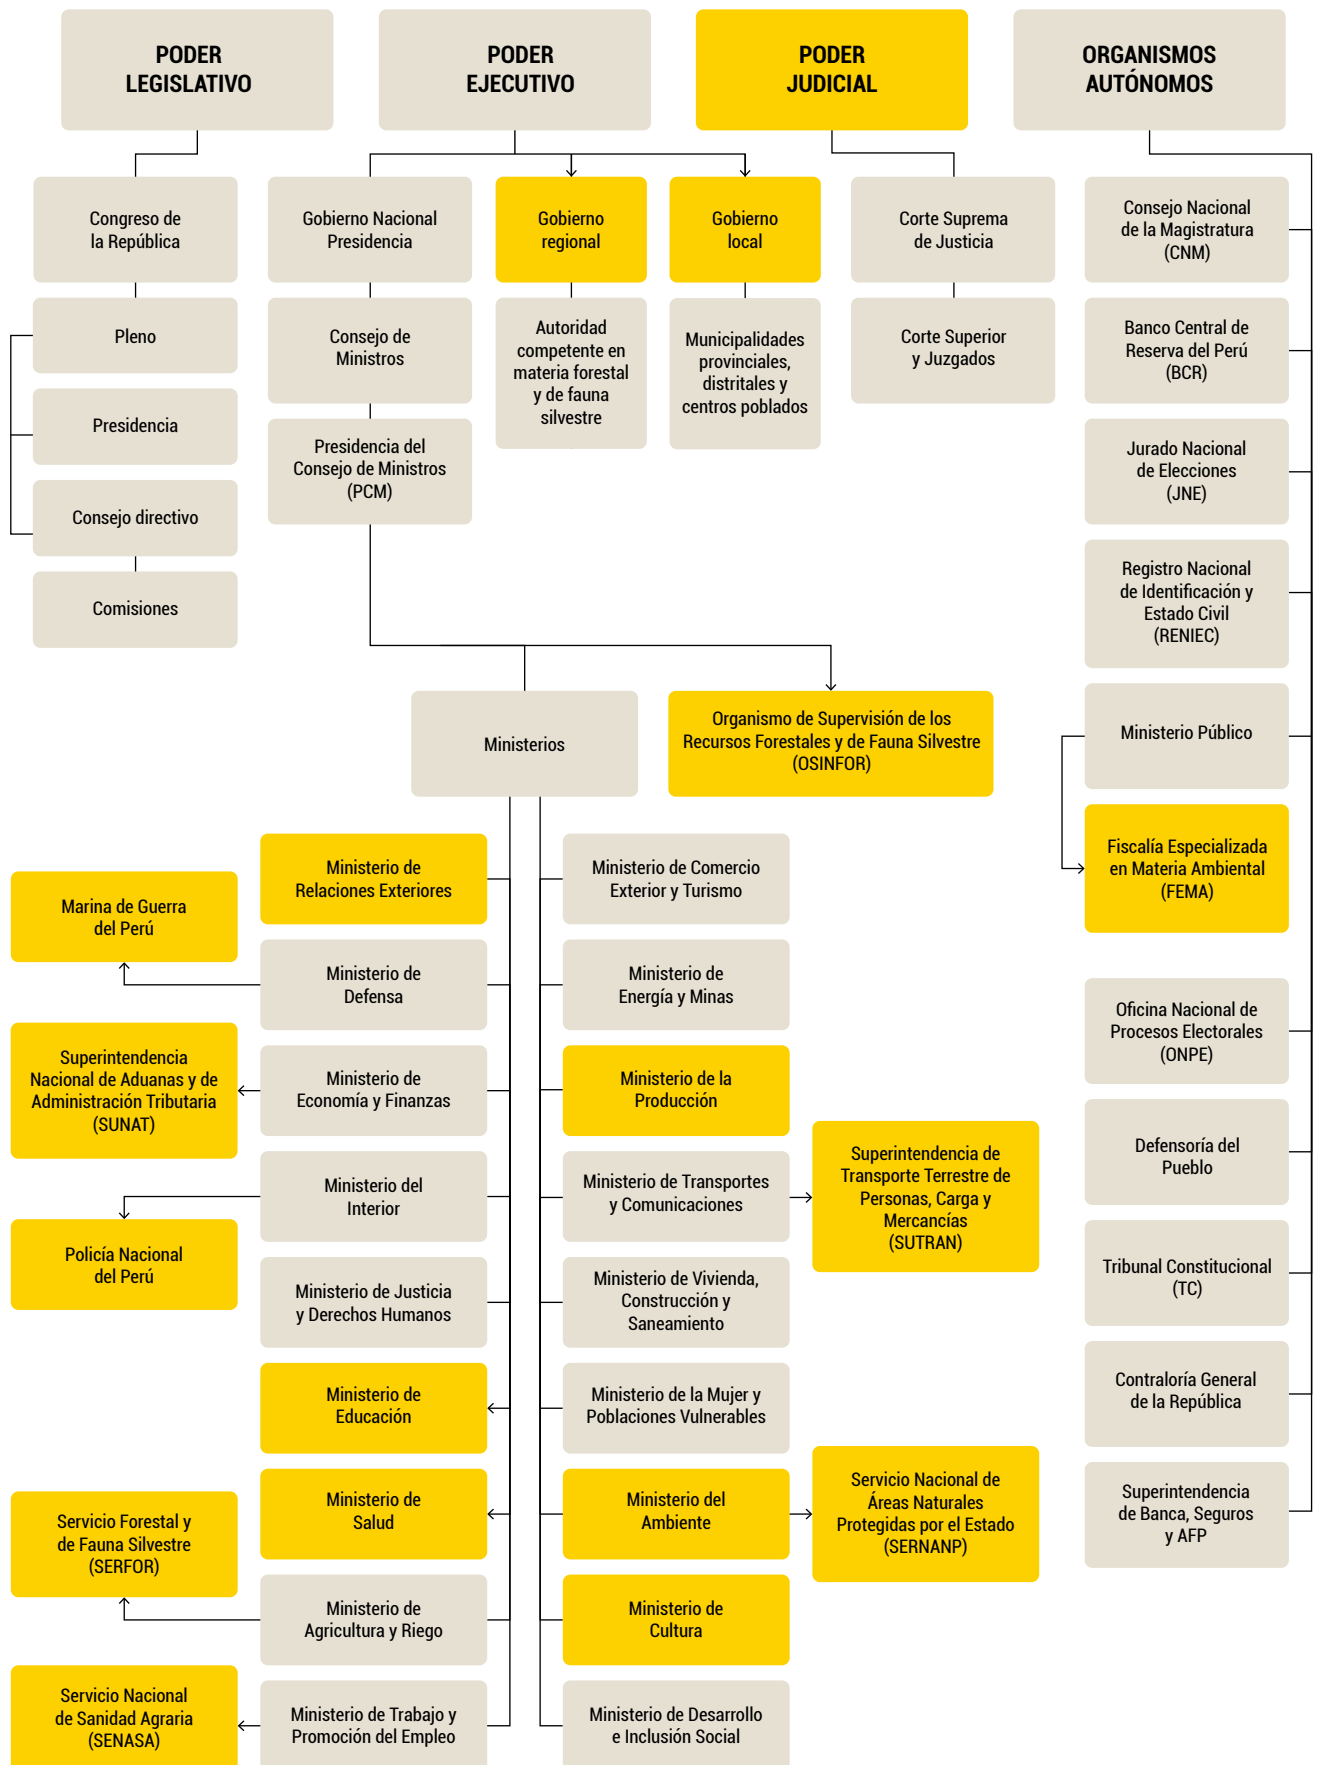 PODER
LEGISLATIVO
PODER
EJECUTIVO
PODER
JUDICIAL
ORGANISMOS
AUTÓNOMOS
Congreso de
la República
Gobierno Nacional
Presidencia
Gobierno
regional
Gobierno
local
Corte Suprema
de Justicia
Consejo Nacional
de la Magistratura
(CNM)
Pleno
Consejo de
Ministros
Autoridad
competente en
materia forestal
y de fauna
silvestre
Municipalidades
provinciales,
distritales y
centros poblados
Corte Superior
y Juzgados
Banco Central de
Reserva del Perú
(BCR)
Presidencia
Presidencia del
Consejo de Ministros
(PCM)
Jurado Nacional
de Elecciones
(JNE)
Consejo directivo
Comisiones
Registro Nacional
de Identificación y
Estado Civil
(RENIEC)
Ministerios
Organismo de Supervisión de los
Recursos Forestales y de Fauna Silvestre
(OSINFOR)
Ministerio Público
Fiscalía Especializada
en Materia Ambiental
(FEMA)
Ministerio de
Relaciones Exteriores
Ministerio de Comercio
Exterior y Turismo
Marina de Guerra
del Perú
Ministerio de
Defensa
Ministerio de
Energía y Minas
Oficina Nacional de
Procesos Electorales
(ONPE)
Superintendencia
Nacional de Aduanas y de
Administración Tributaria
(SUNAT)
Ministerio de
Economía y Finanzas
Ministerio de la
Producción
Defensoría del
Pueblo
Ministerio del
Interior
Ministerio de Transportes
y Comunicaciones
Superintendencia de
Transporte Terrestre de
Personas, Carga y
Mercancías
(SUTRAN)
Policía Nacional
del Perú
Tribunal Constitucional
(TC)
Ministerio de Justicia
y Derechos Humanos
Ministerio de Vivienda,
Construcción y
Saneamiento
Ministerio de
Educación
Ministerio de la Mujer y
Poblaciones Vulnerables
Contraloría General
de la República
Servicio Forestal y
de Fauna Silvestre
(SERFOR)
Ministerio de
Salud
Ministerio del
Ambiente
Servicio Nacional de
Áreas Naturales
Protegidas por el Estado
(SERNANP)
Superintendencia
de Banca, Seguros
y AFP
Ministerio de
Agricultura y Riego
Ministerio de
Cultura
Servicio Nacional
de Sanidad Agraria
(SENASA)
Ministerio de Trabajo y
Promoción del Empleo
Ministerio de Desarrollo
e Inclusión Social